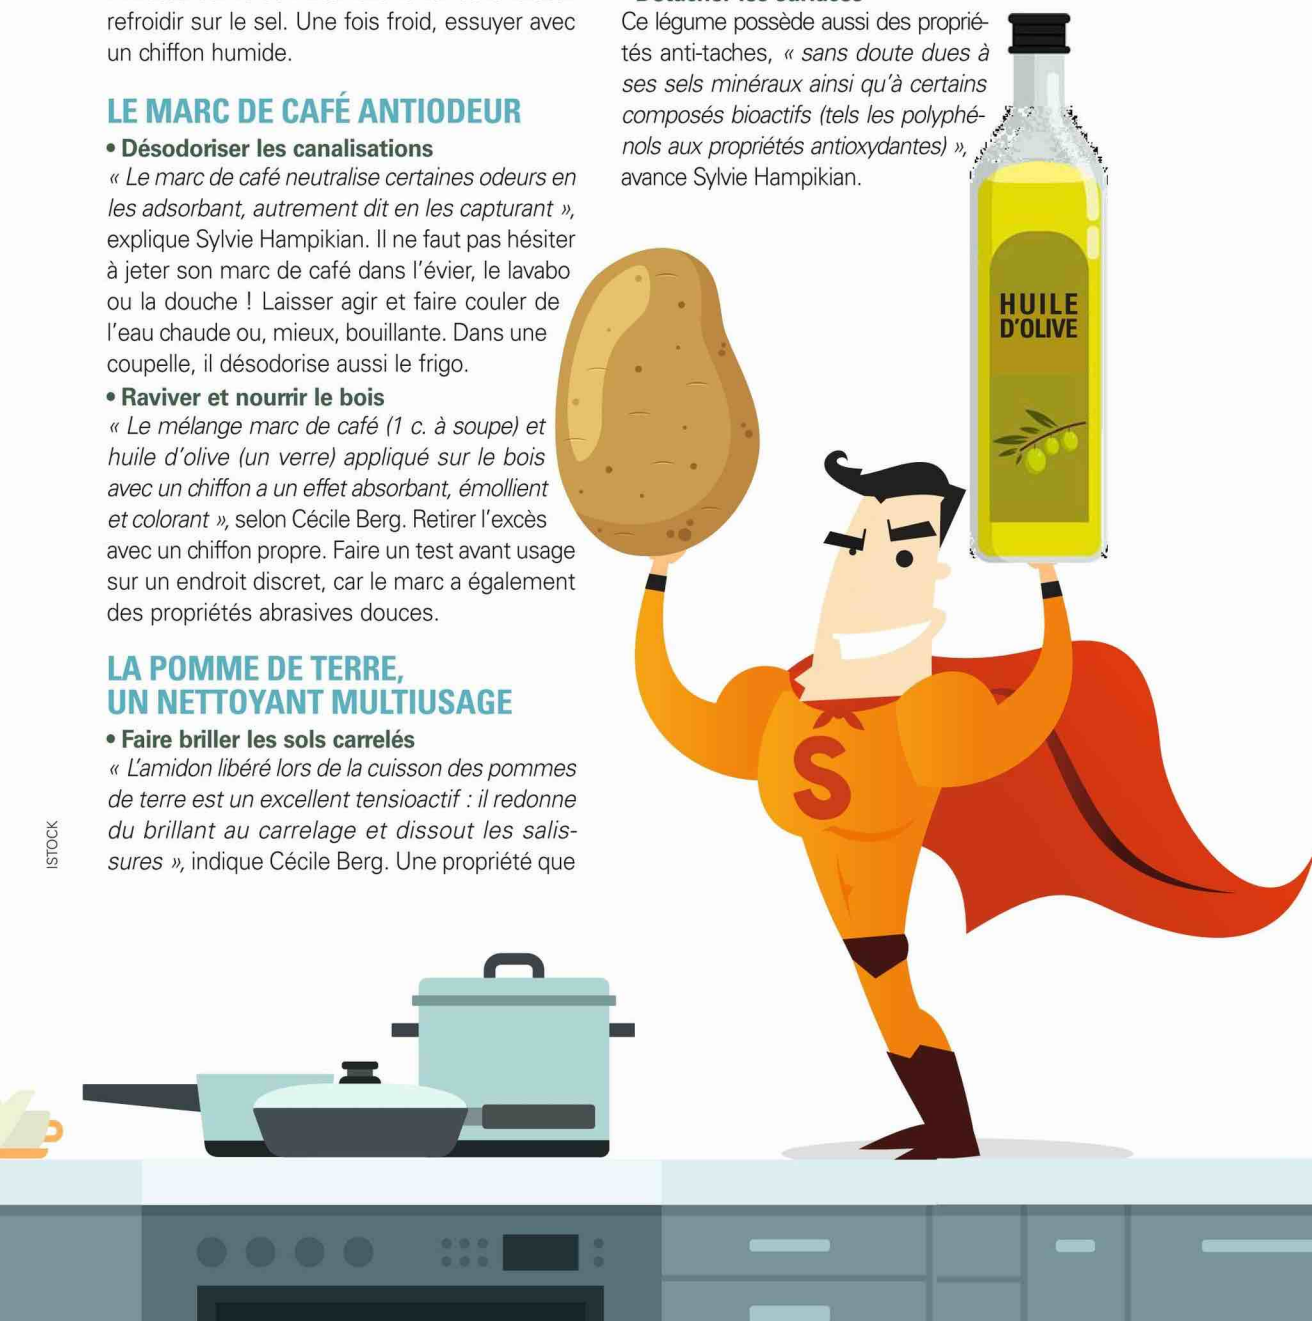 refroidir sur le sel. Une fois froid, essuyer avec
un chiffon humide.
LE MARC DE CAFÉ ANTIODEUR
• Désodoriser les canalisations
« Le marc de café neutralise certaines odeurs en
les adsorbant, autrement dit en les capturant »,
explique Sylvie Hampikian. Il ne faut pas hésiter
à jeter son marc de café dans l'évier, le lavabo
ou la douche ! Laisser agir et faire couler de
l'eau chaude ou, mieux, bouillante. Dans une
coupelle, il désodorise aussi le frigo.
• Raviver et nourrir le bois
« Le mélange marc de café (1 c. à soupe) et
huile d'olive (un verre) appliqué sur le bois
avec un chiffon a un effet absorbant, émollient
et colorant », selon Cécile Berg. Retirer l'excès
avec un chiffon propre. Faire un test avant usage
sur un endroit discret, car le marc a également
des propriétés abrasives douces.
LA POMME DE TERRE,
UN NETTOYANT MULTIUSAGE
• Faire briller les sols carrelés
« L'amidon libéré lors de la cuisson des pommes
de terre est un excellent tensioactif : il redonne
du brillant au carrelage et dissout les salis-
sures », indique Cécile Berg. Une propriété que
Ce légume possède aussi des proprié-
tés anti-taches, « sans doute dues à
ses sels minéraux ainsi qu'à certains
composés bioactifs (tels les polyphé-
nols aux propriétés antioxydantes) »,
avance Sylvie Hampikian.
HUILE
D'OLIVE
S
ISTOCK